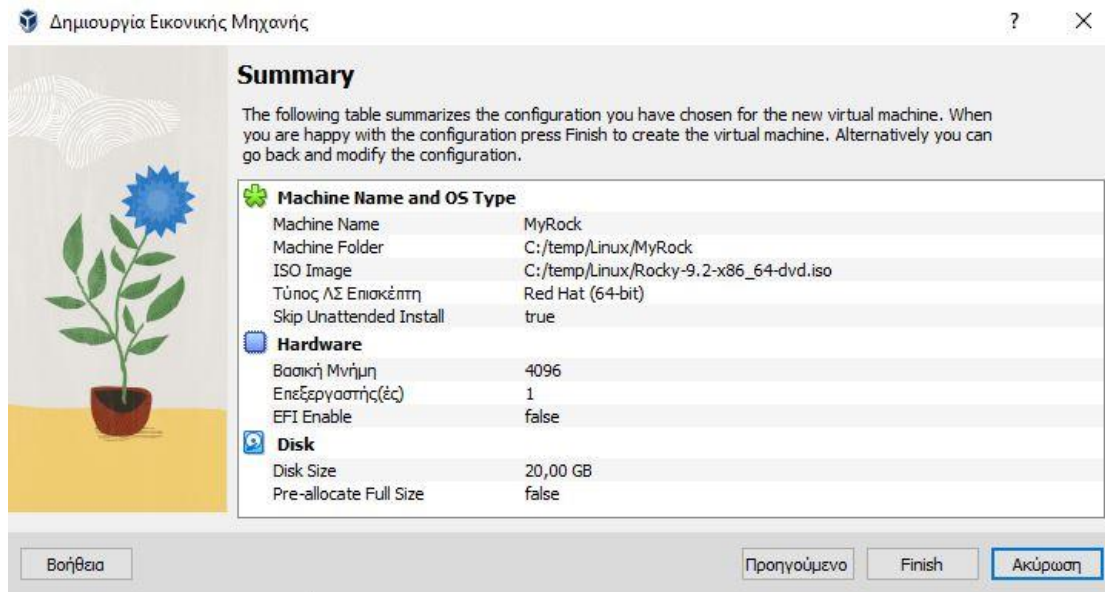 Δημιουργία Εικονικής Μηχανής
?
Summary
The following table summarizes the configuration you have chosen for the new virtual machine. When
you are happy with the configuration press Finish to create the virtual machine. Alternatively you can
go back and modify the configuration.
Machine Name and OS Type
Machine Name MyRock
Machine Folder C:/temp/Linux/MyRock
ISO Image C:/temp/Linux/Rocky-9.2-x86_64-dvd.iso
Τύπος ΛΣ Επισκέπτη Red Hat (64-bit)
Skip Unattended Install true
Hardware
Βασική Μνήμη 4096
Επεξεργαστής(ές) 1
EFI Enable false
Disk
Disk Size 20,00 GB
Pre-allocate Full Size false
Βοήθεια Προηγούμενο Finish Ακύρωση